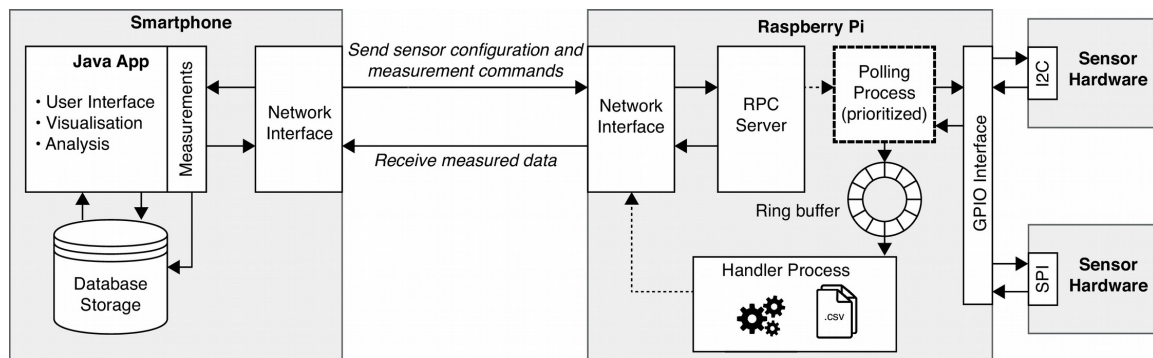 Smartphone
Java App
• User Interface
• Visualisation
• Analysis
Measurements
Network
Interface
Database
Storage
Send sensor configuration and
measurement commands
Receive measured data
Raspberry Pi
Network
Interface
RPC
Server
Polling
Process
(prioritized)
Ring buffer
Handler Process
.csv
GPIO Interface
I2C
Sensor
Hardware
SPI
Sensor
Hardware